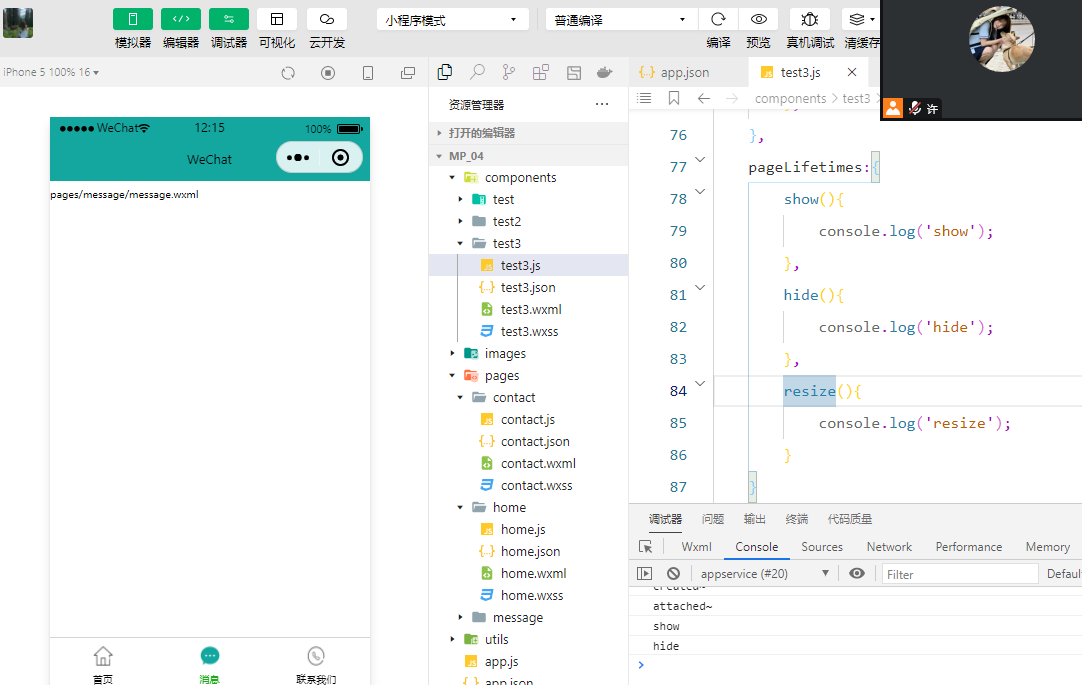 模拟器 编辑器 调试器 可视化 云开发
小程序模式
普通编译
编译 预览 真机调试 清缓存
许
iPhone 5 100% 16
WeChat 12:15 100%
WeChat
pages/message/message.wxml
首页 消息 联系我们
资源管理器 ···
打开的编辑器
MP_04
components
test
test2
test3
test3.js
test3.json
test3.wxml
test3.wxss
images
pages
contact
contact.js
contact.json
contact.wxml
contact.wxss
home
home.js
home.json
home.wxml
home.wxss
message
utils
app.js
app.json
app.json test3.js
components > test3 >
76 },
77 pageLifetimes:{
78 show(){
79 console.log('show');
80 },
81 hide(){
82 console.log('hide');
83 },
84 resize(){
85 console.log('resize');
86 }
87 }
调试器 问题 输出 终端 代码质量
Wxml Console Sources Network Performance Memory
appservice (#20) Filter Defaul
created~
attached~
show
hide